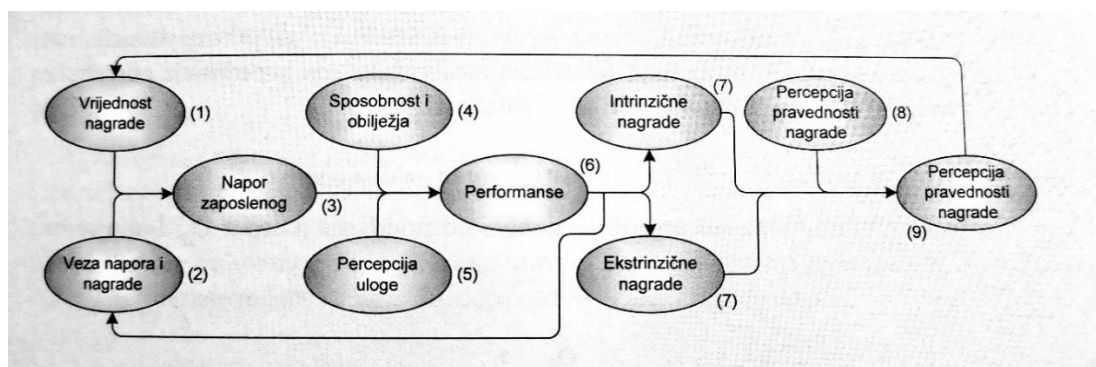 Vrijednost
nagrade
(1)
Sposobnost i
obilježja
(4)
Intrinzične
nagrade
(7)
Percepcija
pravednosti
nagrade
(8)
Napor
zaposlenog
(3)
Performanse
(6)
Percepcija
pravednosti
nagrade
(9)
Veza napora i
nagrade
(2)
Percepcija
uloge
(5)
Ekstrinzične
nagrade
(7)